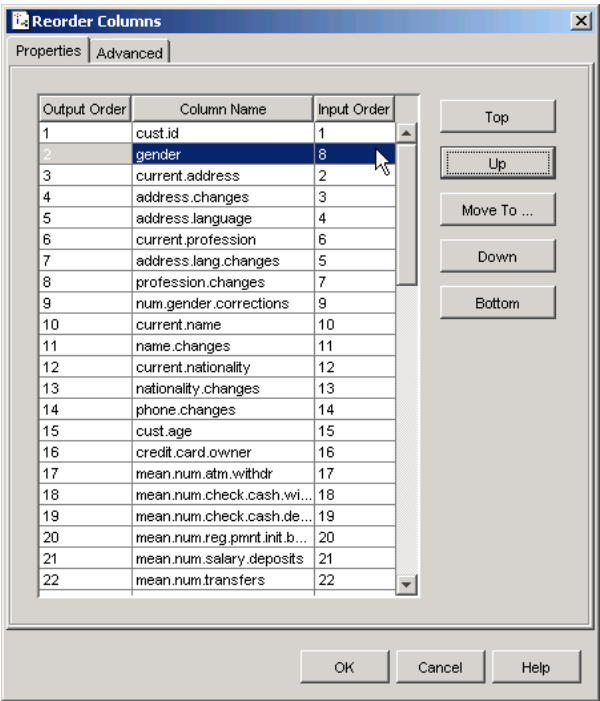 Reorder Columns
Properties Advanced
Output Order Column Name Input Order
1 cust.id 1
2 gender 8
3 current.address 2
4 address.changes 3
5 address.language 4
6 current.profession 6
7 address.lang.changes 5
8 profession.changes 7
9 num.gender.corrections 9
10 current.name 10
11 name.changes 11
12 current.nationality 12
13 nationality.changes 13
14 phone.changes 14
15 cust.age 15
16 credit.card.owner 16
17 mean.num.atm.withdr 17
18 mean.num.check.cash.wi... 18
19 mean.num.check.cash.de... 19
20 mean.num.reg.pmnt.init.b... 20
21 mean.num.salary.deposits 21
22 mean.num.transfers 22
Top
Up
Move To ...
Down
Bottom
OK Cancel Help